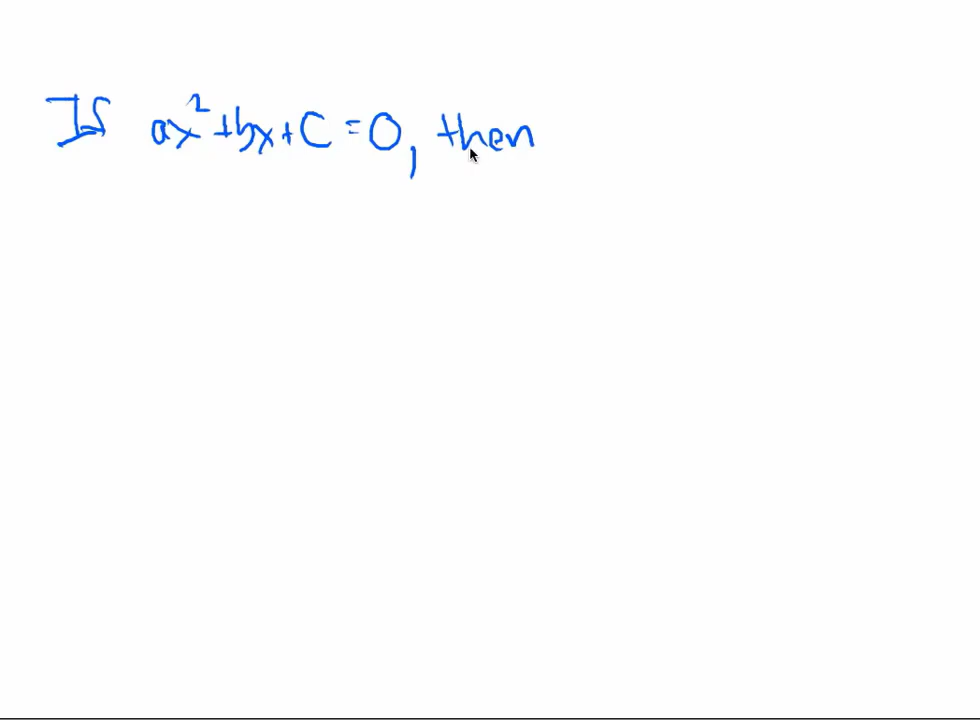 If ax² + bx + c = 0, then